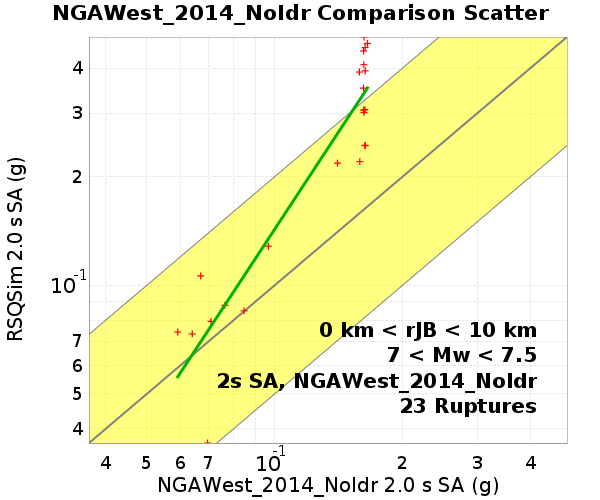 NGAWest_2014_NoIdr Comparison Scatter
RSQSim 2.0 s SA (g)
4
3
2
10^-1
7
6
5
4
0 km < rJB < 10 km
7 < Mw < 7.5
2s SA, NGAWest_2014_NoIdr
23 Ruptures
4 5 6 7 10^-1 2 3 4
NGAWest_2014_NoIdr 2.0 s SA (g)